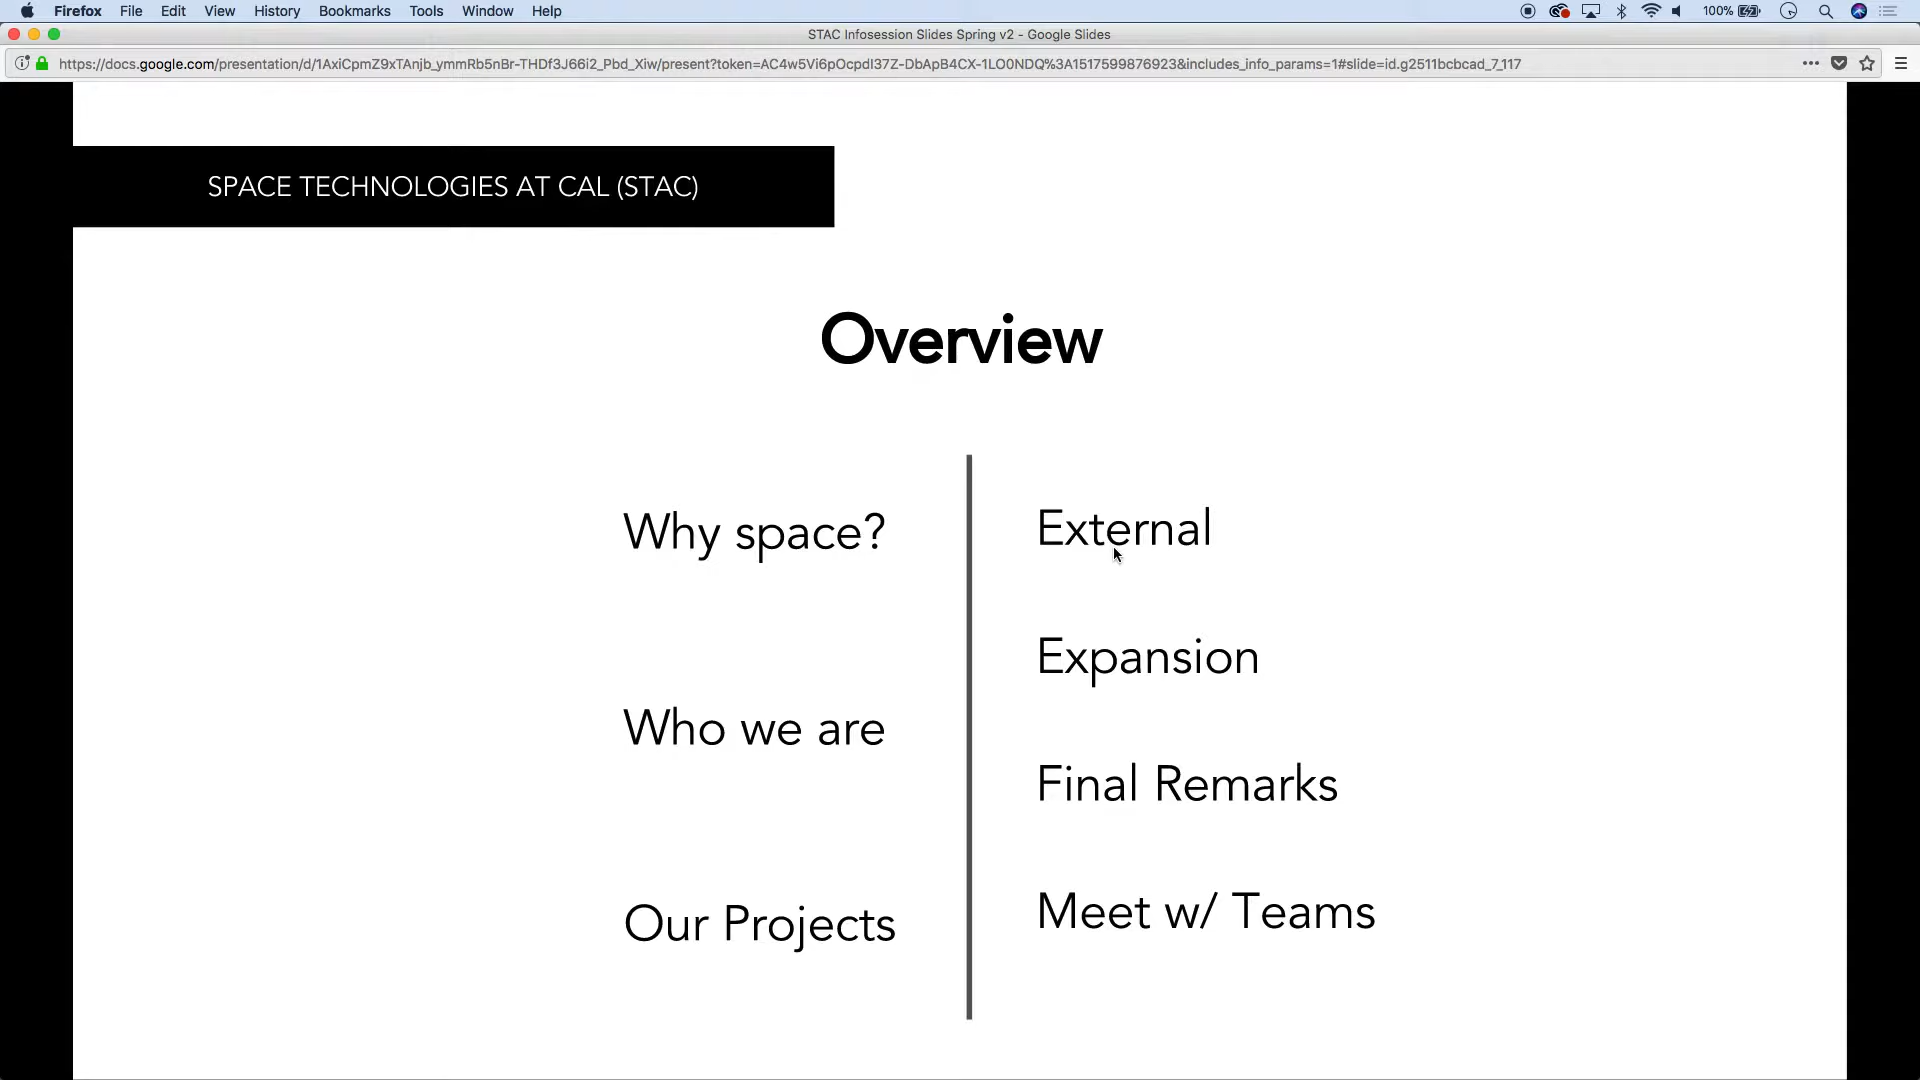 Firefox File Edit View History Bookmarks Tools Window Help 100%
STAC Infosession Slides Spring v2 - Google Slides
https://docs.google.com/presentation/d/1AxiCpmZ9xTAnjb_ymmRb5nBr-THDf3J66i2_Pbd_Xiw/present?token=AC4w5Vi6pOcpdI37Z-DbApB4CX-1LO0NDQ%3A1517599876923&includes_info_params=1#slide=id.g2511bcbcad_7_117
SPACE TECHNOLOGIES AT CAL (STAC)
Overview
Why space?
Who we are
Our Projects
External
Expansion
Final Remarks
Meet w/ Teams